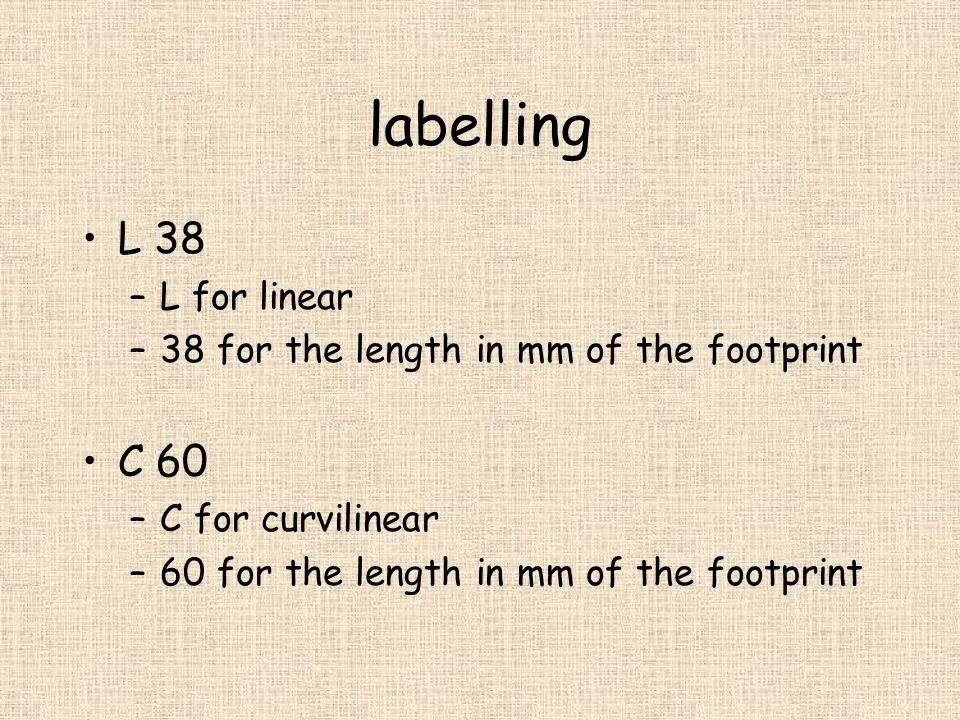 labelling
• L 38
– L for linear
– 38 for the length in mm of the footprint
• C 60
– C for curvilinear
– 60 for the length in mm of the footprint